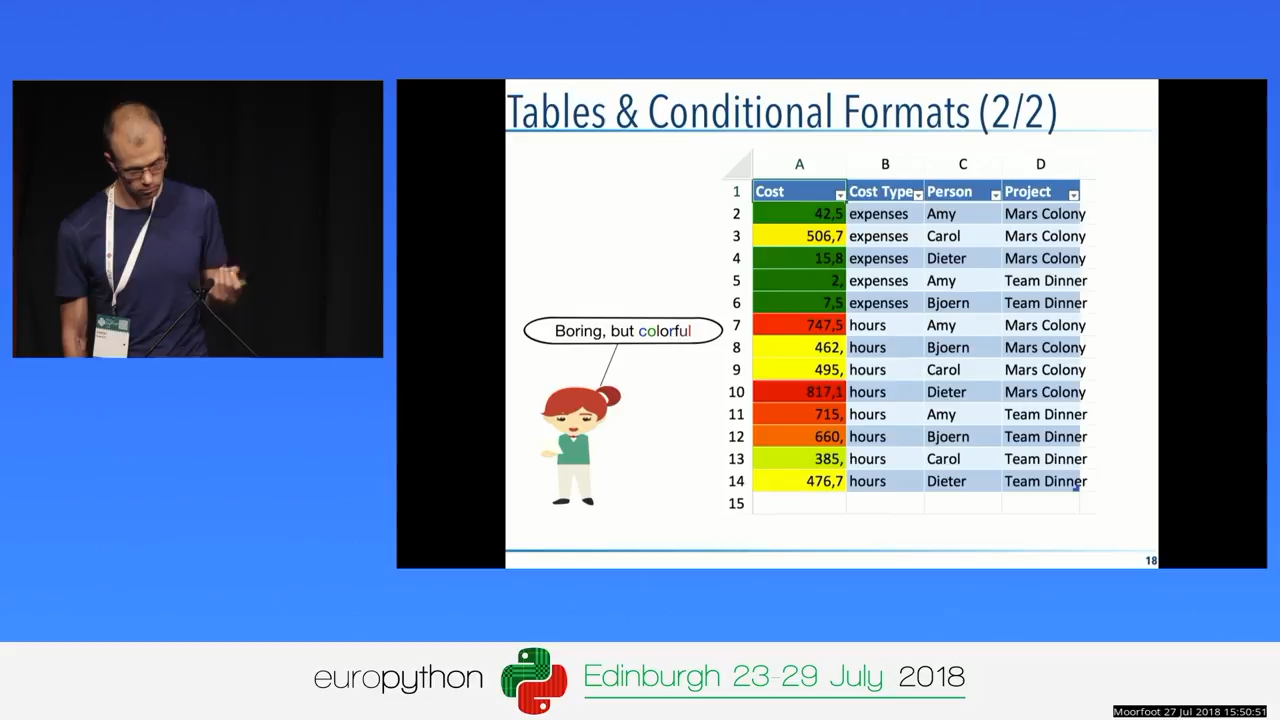 Tables & Conditional Formats (2/2)
A B C D
1 Cost Cost Type Person Project
2 42,5 expenses Amy Mars Colony
3 506,7 expenses Carol Mars Colony
4 15,8 expenses Dieter Mars Colony
5 2, expenses Amy Team Dinner
6 7,5 expenses Bjoern Team Dinner
7 747,5 hours Amy Mars Colony
8 462, hours Bjoern Mars Colony
9 495, hours Carol Mars Colony
10 817,1 hours Dieter Mars Colony
11 715, hours Amy Team Dinner
12 660, hours Bjoern Team Dinner
13 385, hours Carol Team Dinner
14 476,7 hours Dieter Team Dinner
15
Boring, but colorful
18
europython Edinburgh 23-29 July 2018
Moorfoot 27 Jul 2018 15:50:51